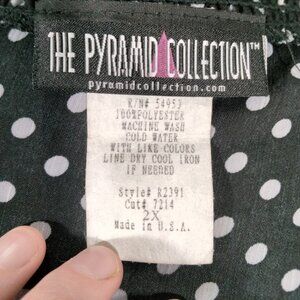 THE PYRAMID COLLECTION™
pyramidcollection.com
R/N# 54953
100%POLYESTER
MACHINE WASH
COLD WATER
WITH LIKE COLORS
LINE DRY COOL IRON
IF NEEDED
Style# R2391
Cut# 7214
2X
Made in U.S.A.